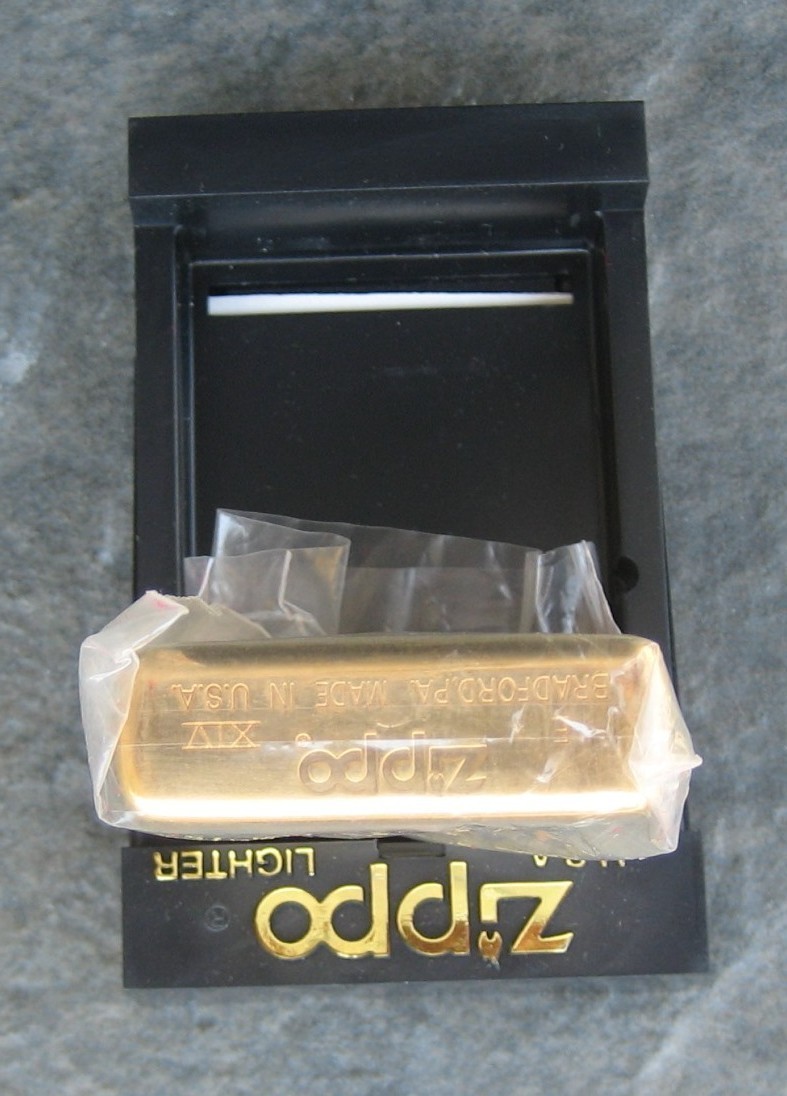 Zippo ®
U.S.A. LIGHTER
E Zippo ® XIV
BRADFORD,PA. MADE IN U.S.A.